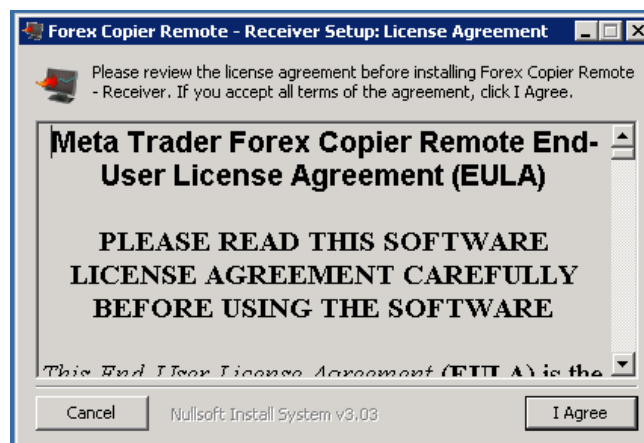 Forex Copier Remote - Receiver Setup: License Agreement
Please review the license agreement before installing Forex Copier Remote
- Receiver. If you accept all terms of the agreement, click I Agree.
Meta Trader Forex Copier Remote End-
User License Agreement (EULA)
PLEASE READ THIS SOFTWARE
LICENSE AGREEMENT CAREFULLY
BEFORE USING THE SOFTWARE
This End User License Agreement (EULA) is the
Cancel
Nullsoft Install System v3.03
I Agree